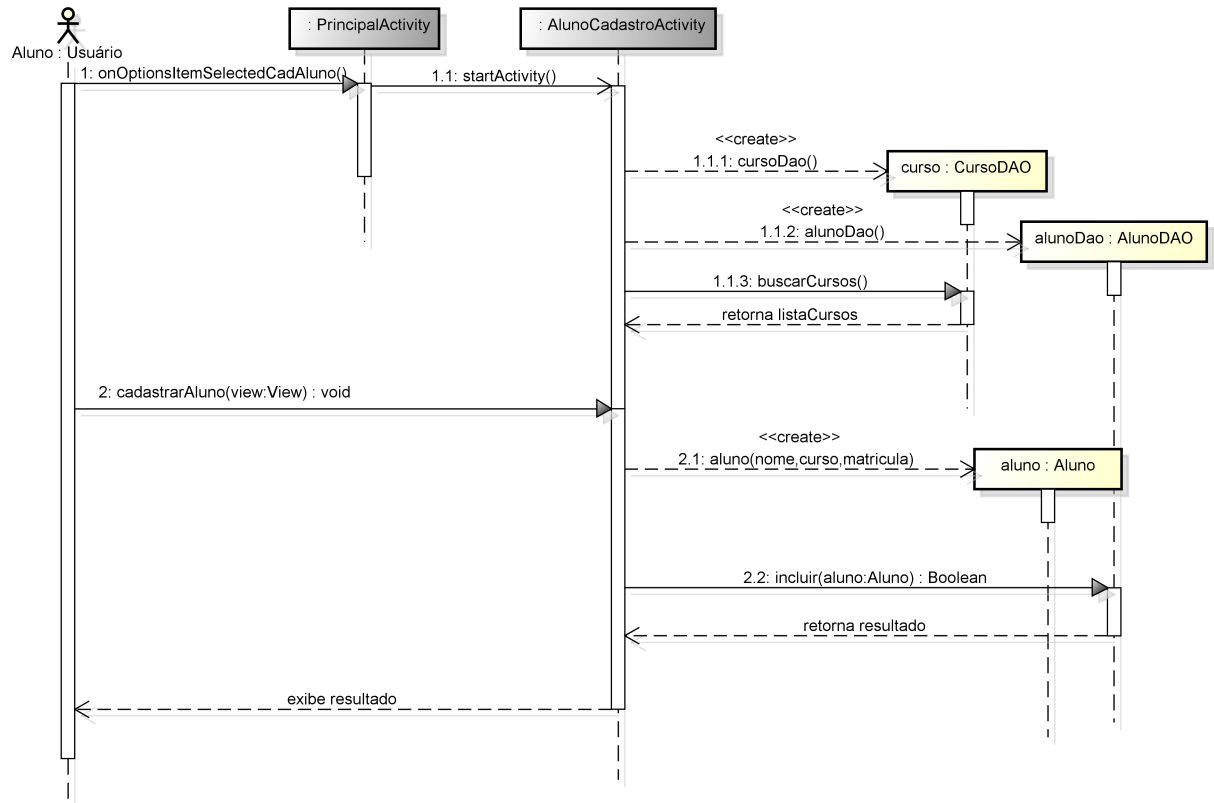 : PrincipalActivity
: AlunoCadastroActivity
Aluno : Usuário
1: onOptionsItemSelectedCadAluno()
1.1: startActivity()
<<create>>
1.1.1: cursoDao()
curso : CursoDAO
<<create>>
1.1.2: alunoDao()
alunoDao : AlunoDAO
1.1.3: buscarCursos()
retorna listaCursos
2: cadastrarAluno(view:View) : void
<<create>>
2.1: aluno(nome,curso,matricula)
aluno : Aluno
2.2: incluir(aluno:Aluno) : Boolean
retorna resultado
exibe resultado